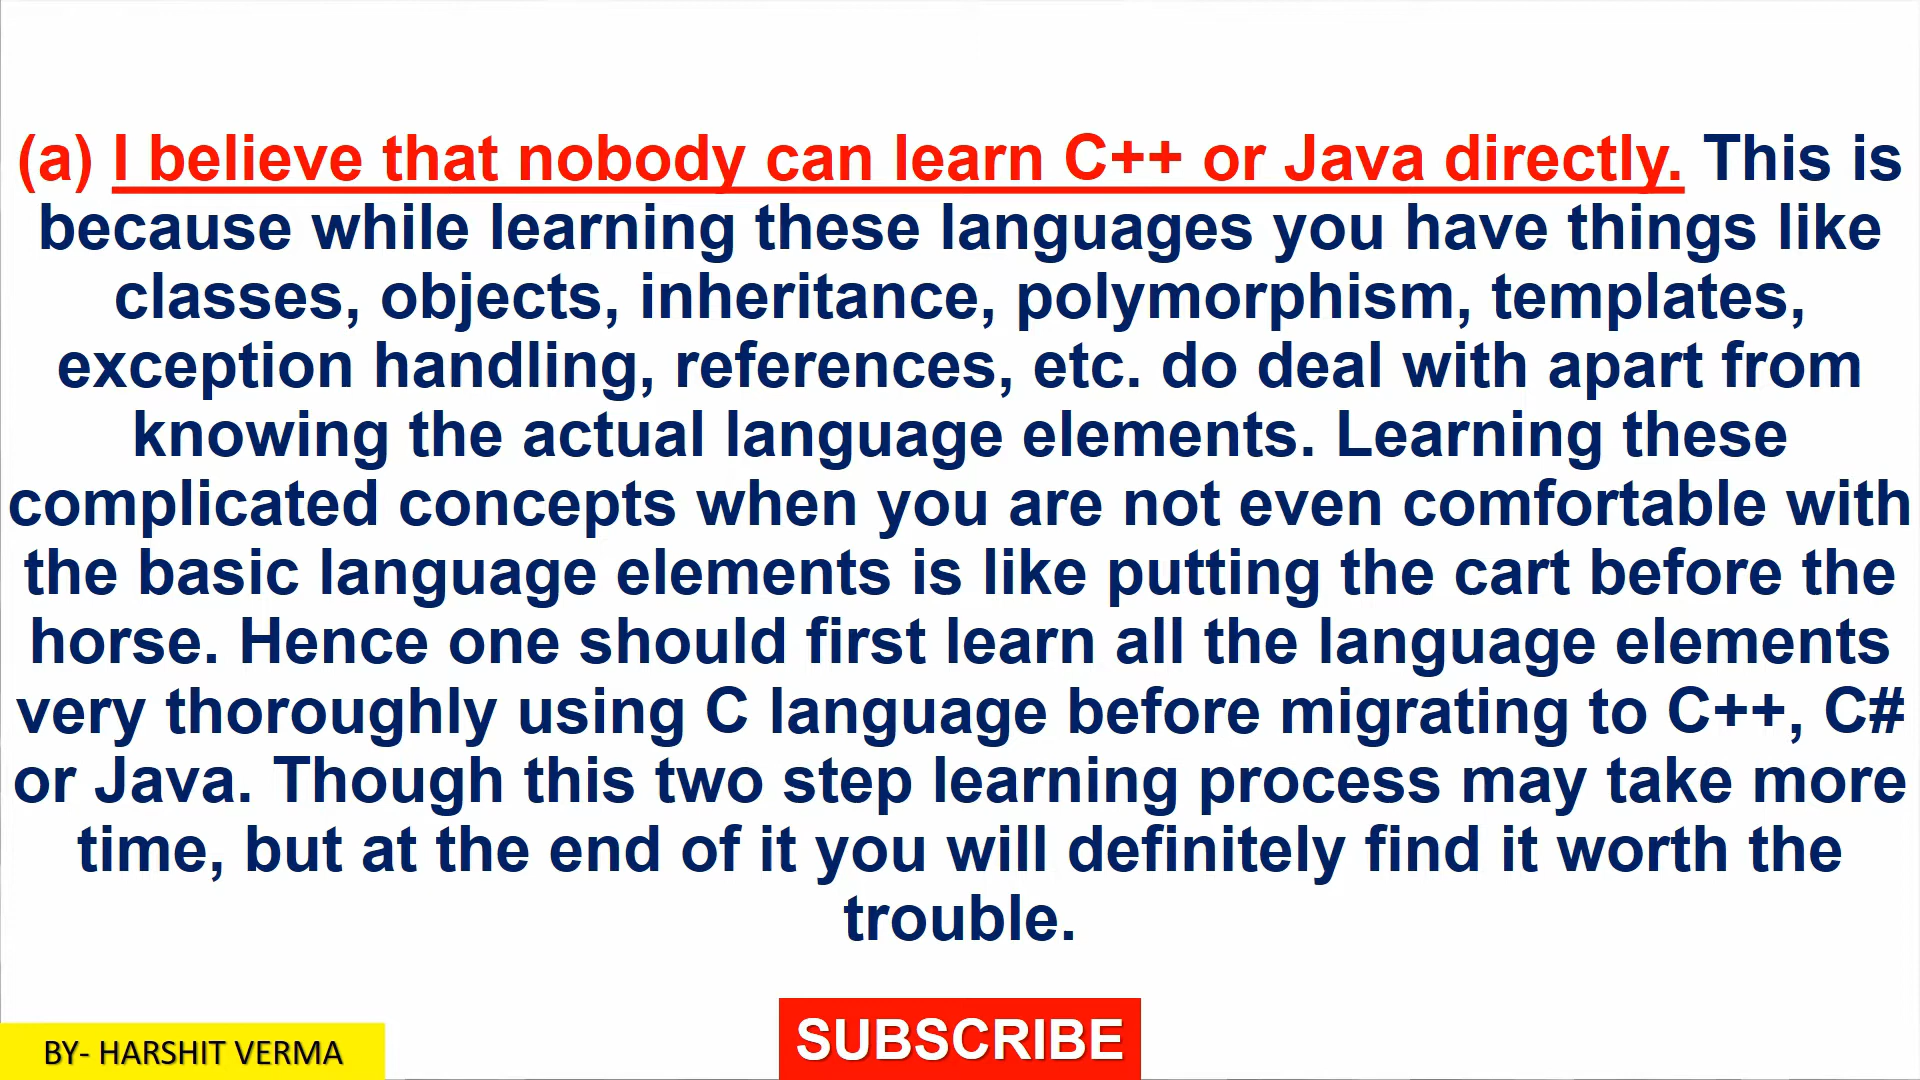 (a) I believe that nobody can learn C++ or Java directly. This is
because while learning these languages you have things like
classes, objects, inheritance, polymorphism, templates,
exception handling, references, etc. do deal with apart from
knowing the actual language elements. Learning these
complicated concepts when you are not even comfortable with
the basic language elements is like putting the cart before the
horse. Hence one should first learn all the language elements
very thoroughly using C language before migrating to C++, C#
or Java. Though this two step learning process may take more
time, but at the end of it you will definitely find it worth the
trouble.
BY- HARSHIT VERMA
SUBSCRIBE